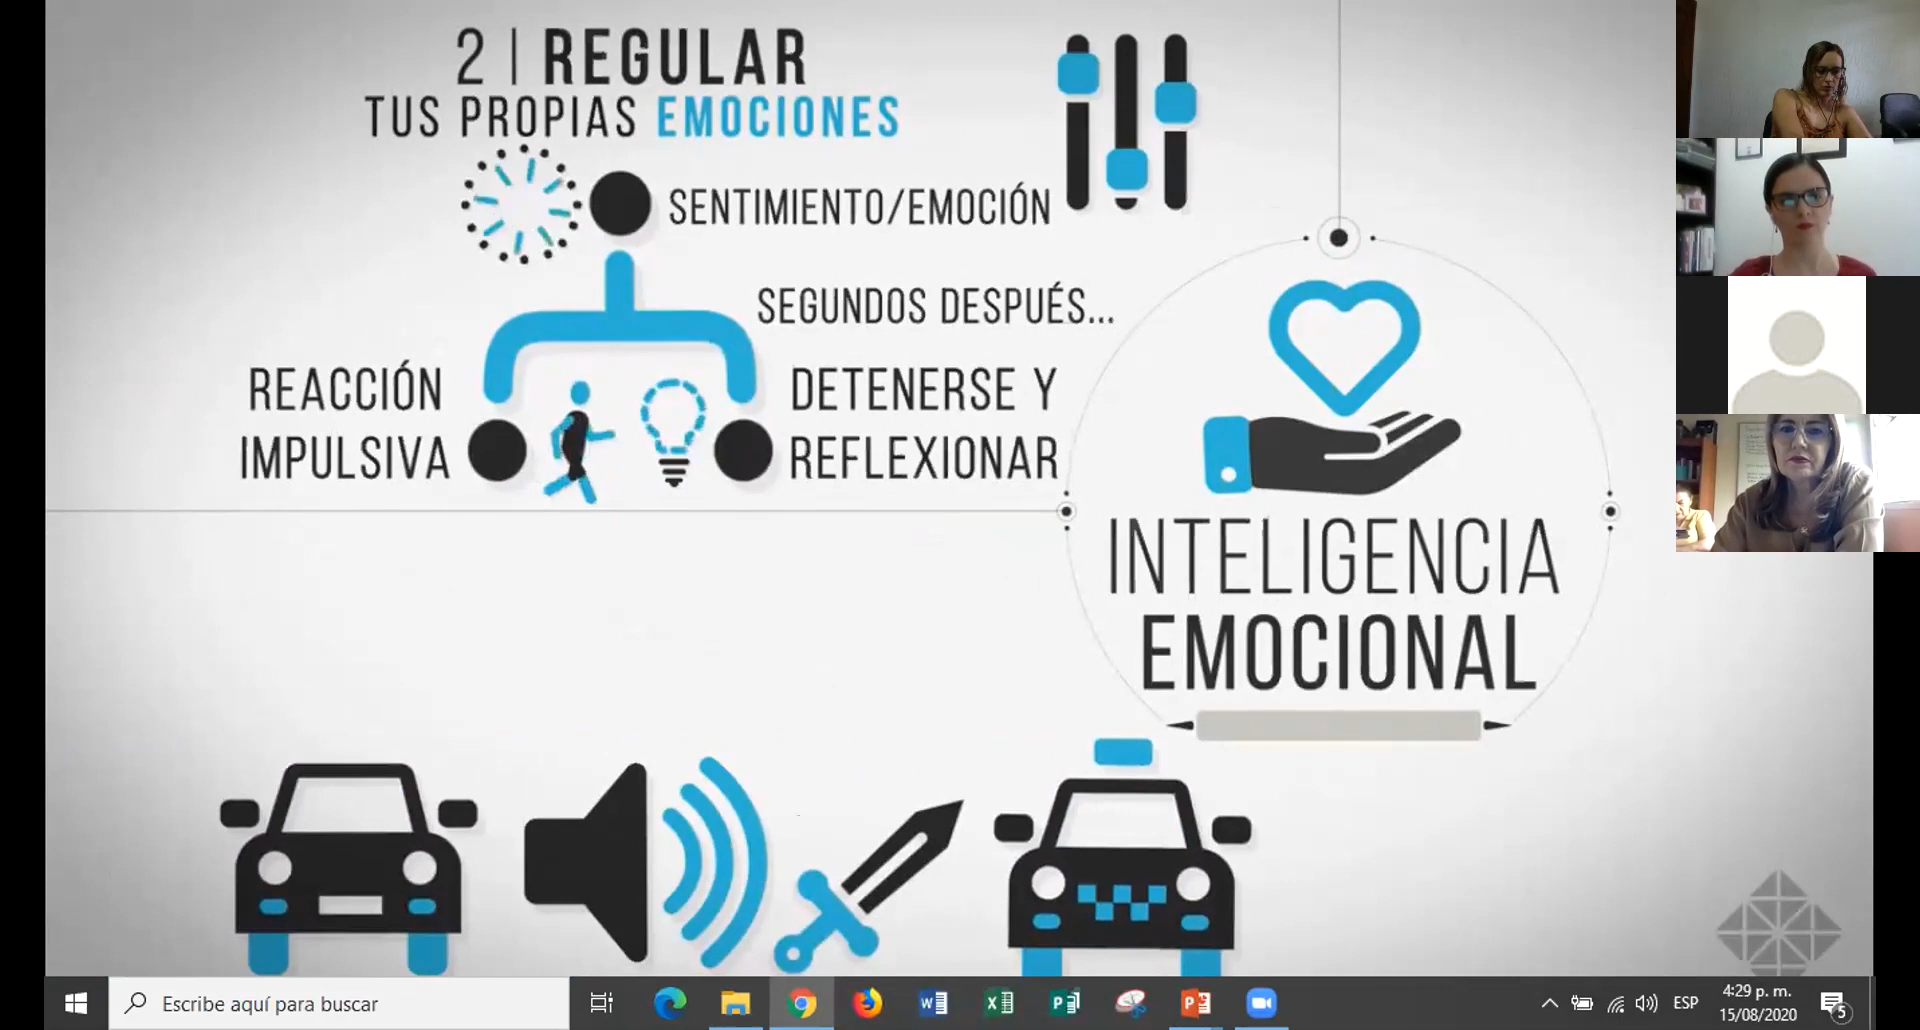 2 | REGULAR
TUS PROPIAS EMOCIONES
SENTIMIENTO/EMOCIÓN
SEGUNDOS DESPUÉS...
REACCIÓN
IMPULSIVA
DETENERSE Y
REFLEXIONAR
INTELIGENCIA
EMOCIONAL
Escribe aquí para buscar
ESP
4:29 p. m.
15/08/2020
5